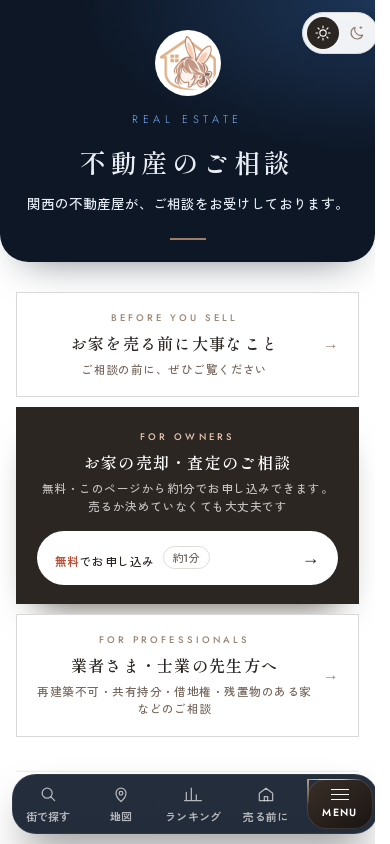 REAL ESTATE
不動産のご相談
関西の不動産屋が、ご相談をお受けしております。
BEFORE YOU SELL
お家を売る前に大事なこと
→
ご相談の前に、ぜひご覧ください
FOR OWNERS
お家の売却・査定のご相談
無料・このページから約1分でお申し込みできます。
売るか決めていなくても大丈夫です
無料でお申し込み 約1分 →
FOR PROFESSIONALS
業者さま・士業の先生方へ
→
再建築不可・共有持分・借地権・残置物のある家
などのご相談
街で探す 地図 ランキング 売る前に MENU